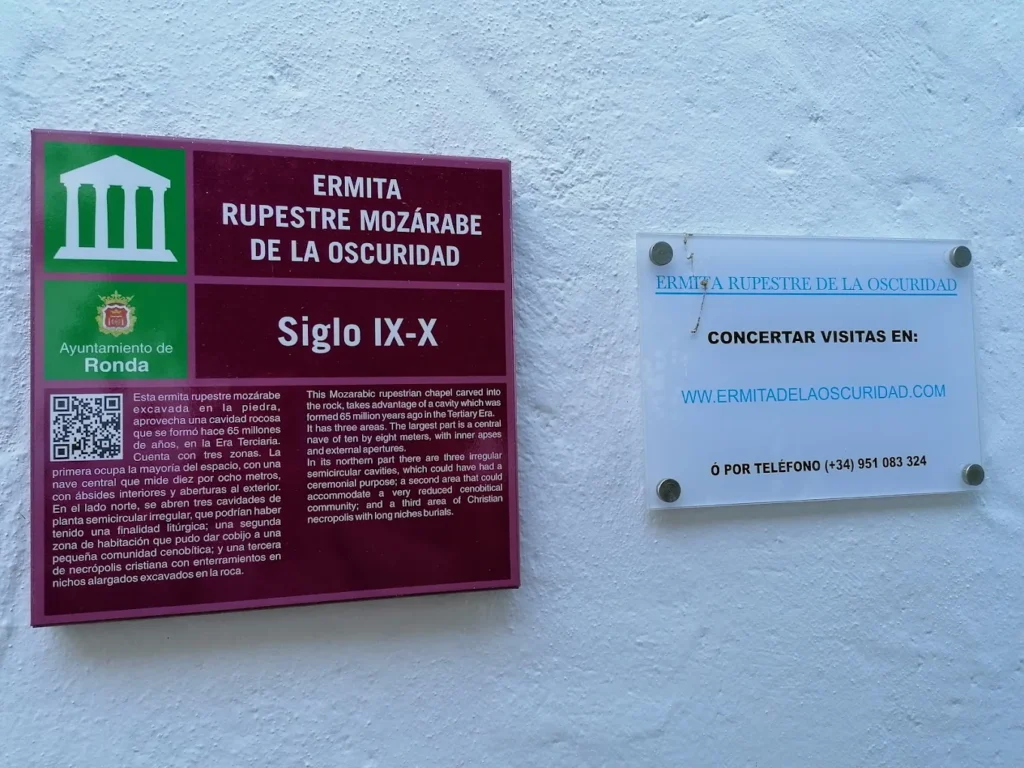 ERMITA
RUPESTRE MOZÁRABE
DE LA OSCURIDAD
Siglo IX-X
Ayuntamiento de
Ronda
Esta ermita rupestre mozárabe
excavada en la piedra,
aprovecha una cavidad rocosa
que se formó hace 65 millones
de años, en la Era Terciaria.
Cuenta con tres zonas. La
primera ocupa la mayoría del espacio, con una
nave central que mide diez por ocho metros,
con ábsides interiores y aberturas al exterior.
En el lado norte, se abren tres cavidades de
planta semicircular irregular, que podrían haber
tenido una finalidad litúrgica; una segunda
zona de habitación que pudo dar cobijo a una
pequeña comunidad cenobítica; y una tercera
de necrópolis cristiana con enterramientos en
nichos alargados excavados en la roca.
This Mozarabic rupestrian chapel carved into
the rock, takes advantage of a cavity which was
formed 65 million years ago in the Tertiary Era.
It has three areas. The largest part is a central
nave of ten by eight meters, with inner apses
and external apertures.
In its northern part there are three irregular
semicircular cavities, which could have had a
ceremonial purpose; a second area that could
accommodate a very reduced cenobitical
community; and a third area of Christian
necropolis with long niches burials.
ERMITA RUPESTRE DE LA OSCURIDAD
CONCERTAR VISITAS EN:
WW.ERMITADELAOSCURIDAD.COM
Ó POR TELÉFONO (+34) 951 083 324